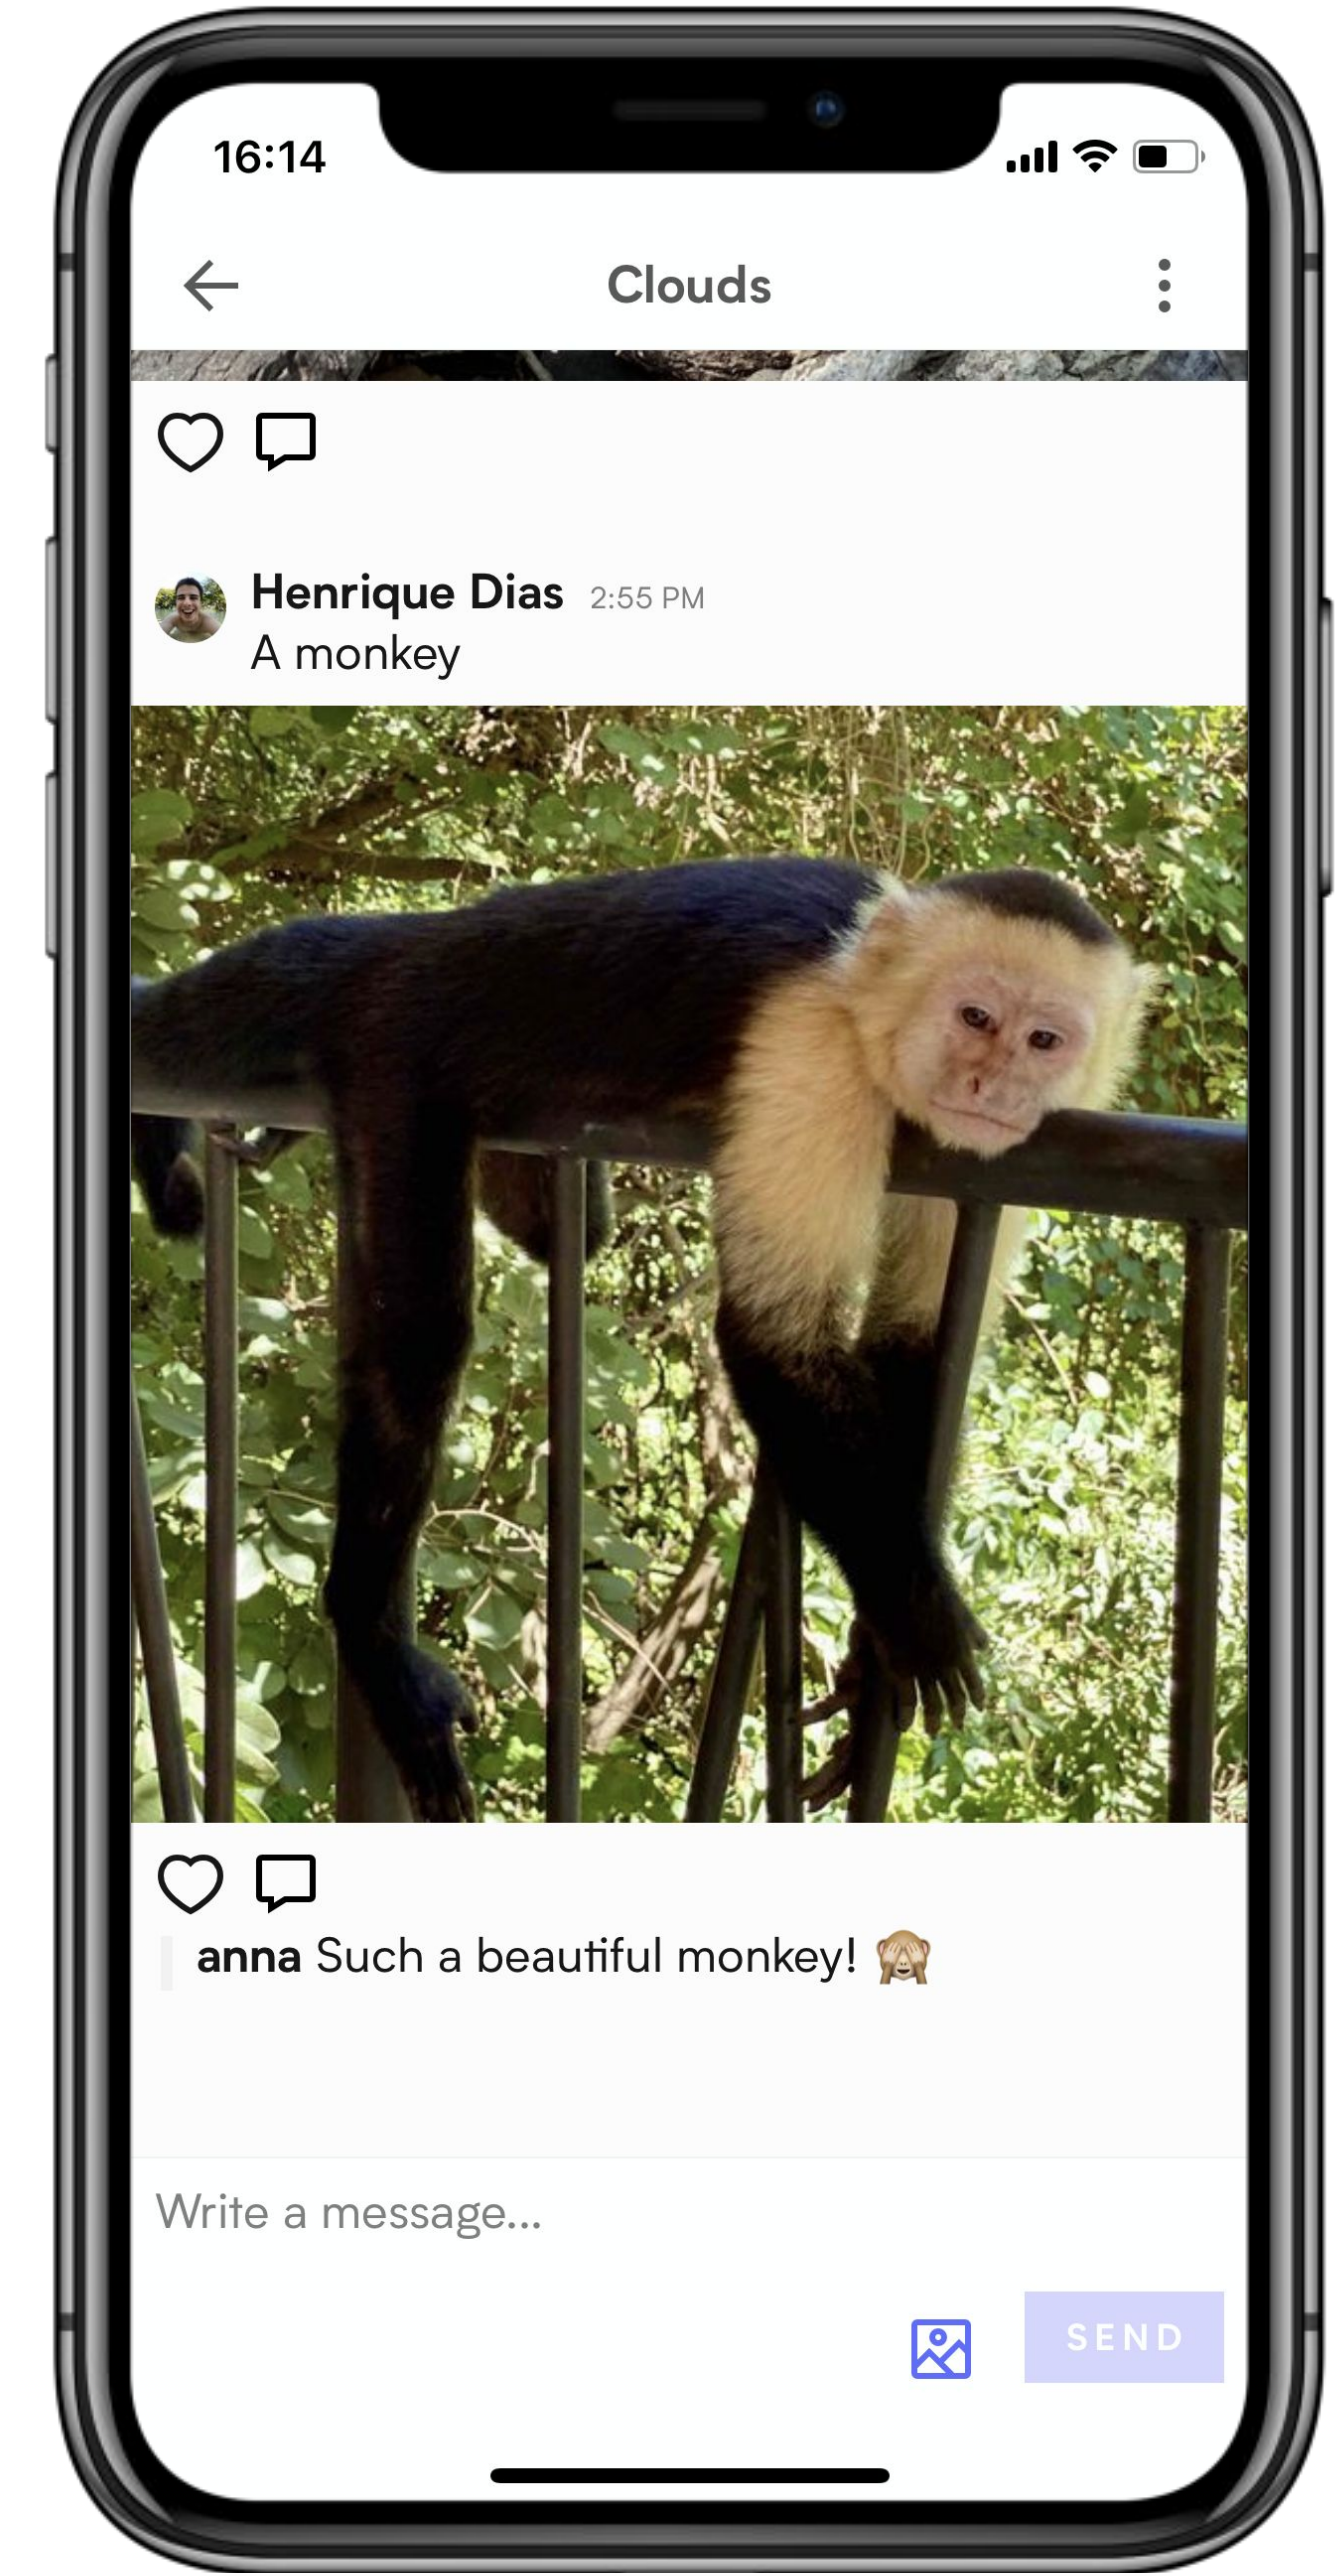 16:14
Clouds
Henrique Dias 2:55 PM
A monkey
anna Such a beautiful monkey! 🙈
Write a message...
SEND